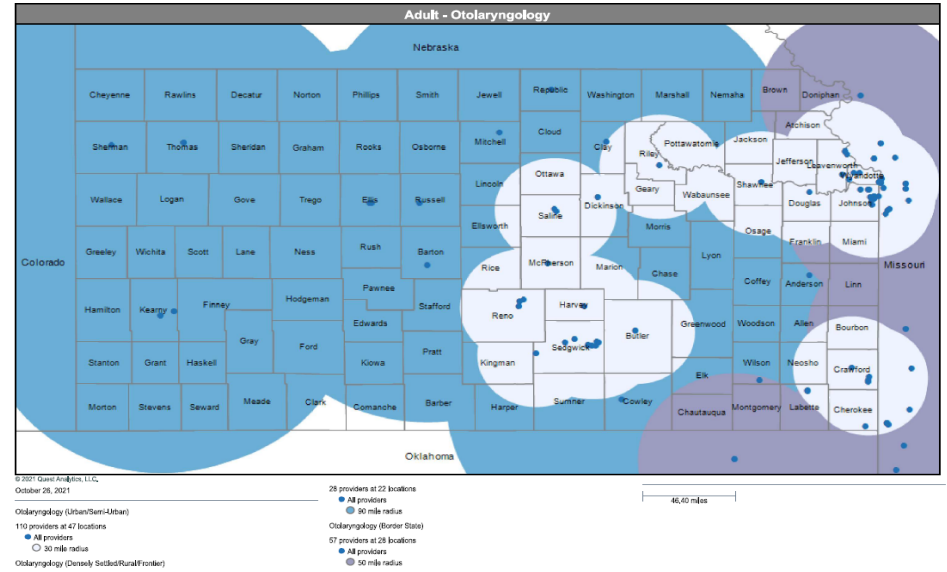 Adult - Otolaryngology
Nebraska
Cheyenne Rawlins Decatur Norton Phillips Smith Jewell Republic Washington Marshall Nemaha Brown Doniphan
Atchison
Sherman Thomas Sheridan Graham Rooks Osborne Mitchell Cloud Clay Riley Pottawatomie Jackson Jefferson Leavenworth
Wyandotte
Ottawa
Lincoln Geary Wabaunsee Shawnee
Wallace Logan Gove Trego Ellis Russell Saline Dickinson Douglas Johnson
Ellsworth Morris Osage
Greeley Wichita Scott Lane Ness Rush Barton Rice McPherson Marion Chase Lyon Franklin Miami
Colorado Missouri
Hamilton Kearny Finney Hodgeman Pawnee Stafford Reno Harvey Coffey Anderson Linn
Edwards Butler Greenwood Woodson Allen Bourbon
Gray Ford
Stanton Grant Haskell Kiowa Pratt Kingman Sedgwick Elk Wilson Neosho Crawford
Morton Stevens Seward Meade Clark Comanche Barber Harper Sumner Cowley Chautauqua Montgomery Labette Cherokee
Oklahoma
© 2021 Quest Analytics, LLC.
October 26, 2021
Otolaryngology (Urban/Semi-Urban)
110 providers at 47 locations
All providers
30 mile radius
Otolaryngology (Densely Settled/Rural/Frontier)
28 providers at 22 locations
All providers
90 mile radius
Otolaryngology (Border State)
57 providers at 28 locations
All providers
50 mile radius
46.40 miles